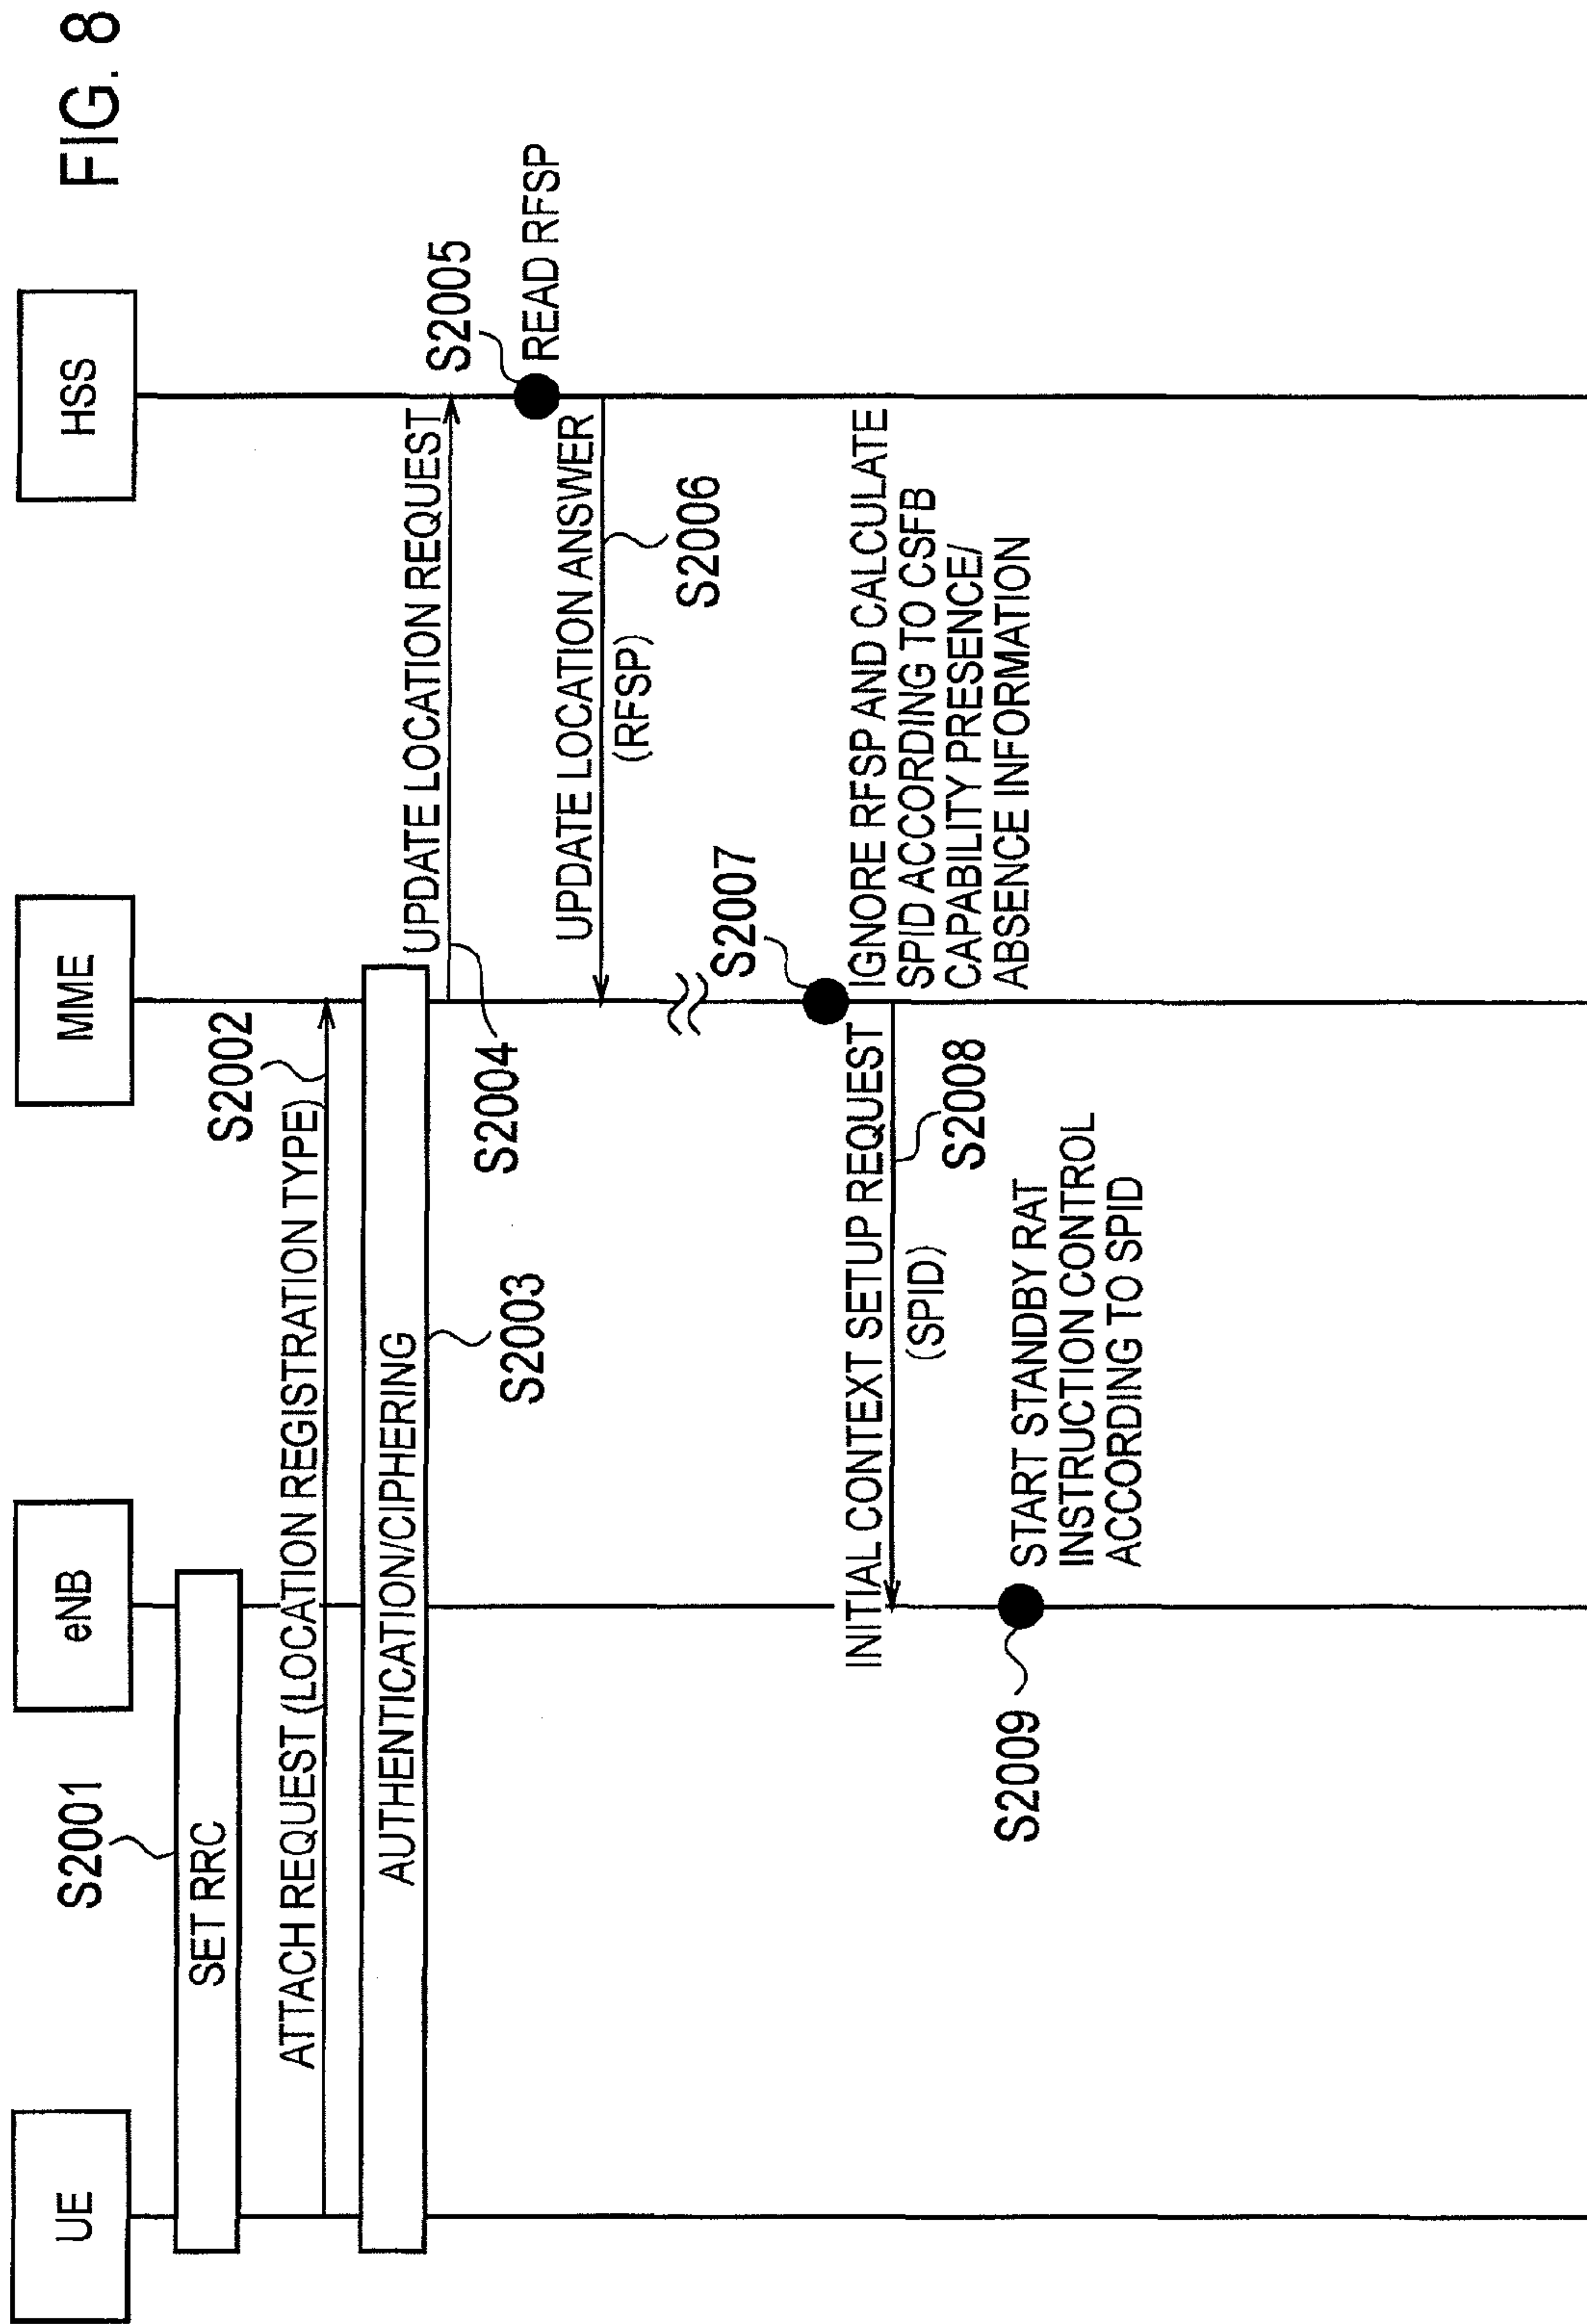 FIG. 8
UE
eNB
MME
HSS
S2001
SET RRC
S2002
ATTACH REQUEST (LOCATION REGISTRATION TYPE)
AUTHENTICATION/CIPHERING
S2003
UPDATE LOCATION REQUEST
S2004
S2005
READ RFSP
UPDATE LOCATION ANSWER
(RFSP)
S2006
S2007
IGNORE RFSP AND CALCULATE
SPID ACCORDING TO CSFB
CAPABILITY PRESENCE/
ABSENCE INFORMATION
INITIAL CONTEXT SETUP REQUEST
(SPID)
S2008
START STANDBY RAT
INSTRUCTION CONTROL
ACCORDING TO SPID
S2009